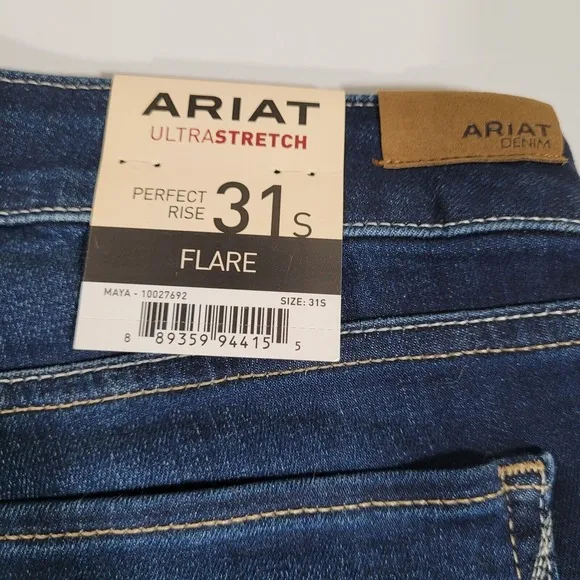 ARIAT
ULTRASTRETCH
PERFECT
RISE
31S
FLARE
MAYA - 10027692 SIZE: 31S
8 89359 94415 5
ARIAT
DENIM